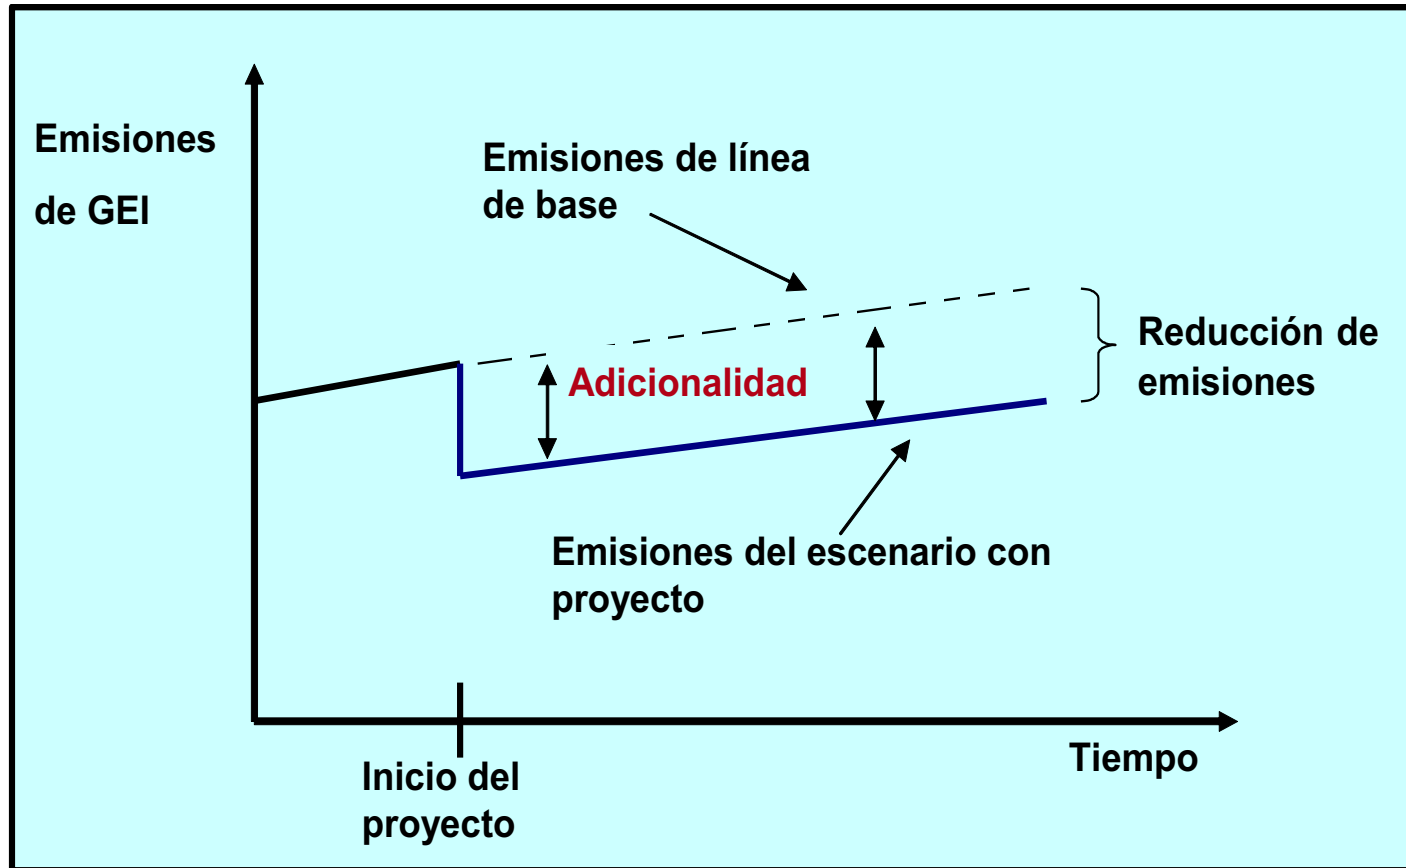 Emisiones
de GEI
Emisiones de línea
de base
Reducción de
emisiones
Adicionalidad
Emisiones del escenario con
proyecto
Tiempo
Inicio del
proyecto